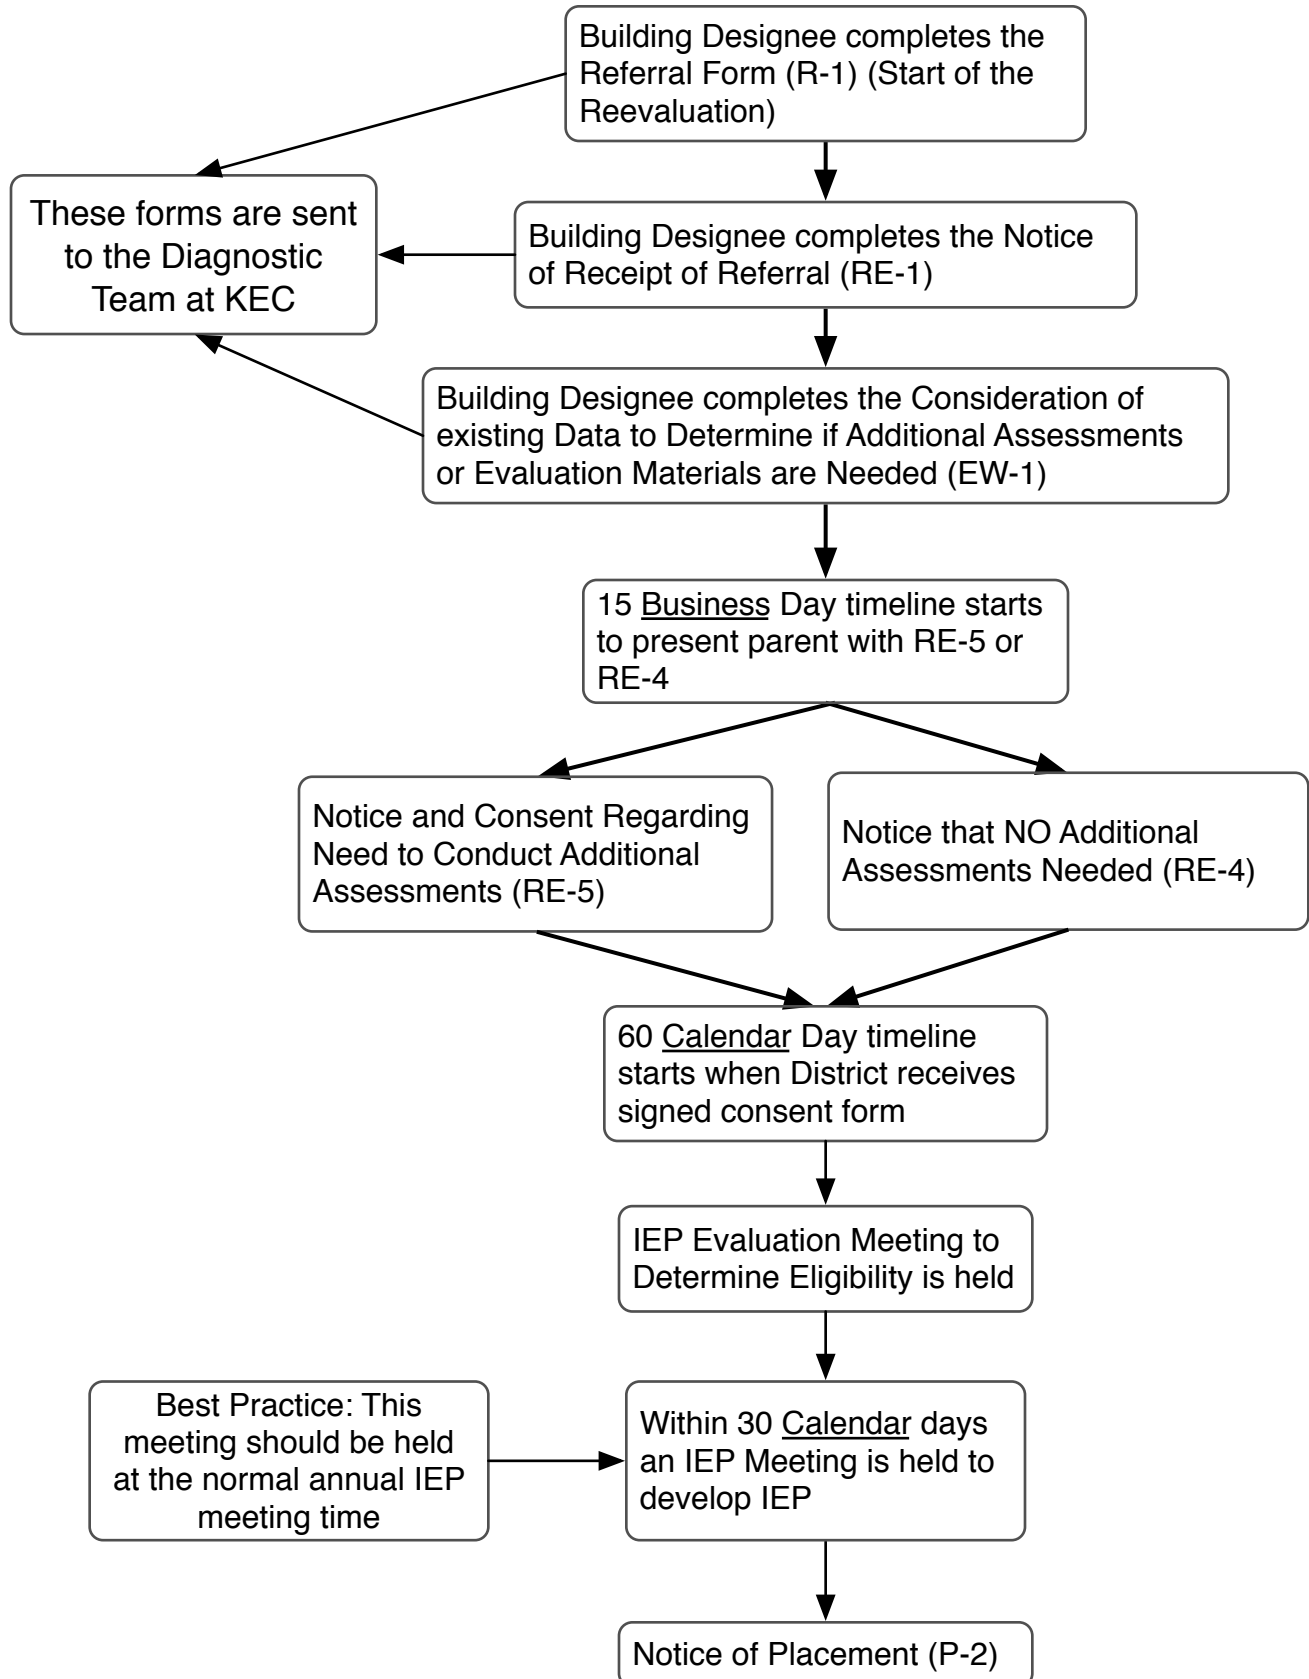 Building Designee completes the
Referral Form (R-1) (Start of the
Reevaluation)
These forms are sent
to the Diagnostic
Team at KEC
Building Designee completes the Notice
of Receipt of Referral (RE-1)
Building Designee completes the Consideration of
existing Data to Determine if Additional Assessments
or Evaluation Materials are Needed (EW-1)
15 Business Day timeline starts
to present parent with RE-5 or
RE-4
Notice and Consent Regarding
Need to Conduct Additional
Assessments (RE-5)
Notice that NO Additional
Assessments Needed (RE-4)
60 Calendar Day timeline
starts when District receives
signed consent form
IEP Evaluation Meeting to
Determine Eligibility is held
Best Practice: This
meeting should be held
at the normal annual IEP
meeting time
Within 30 Calendar days
an IEP Meeting is held to
develop IEP
Notice of Placement (P-2)